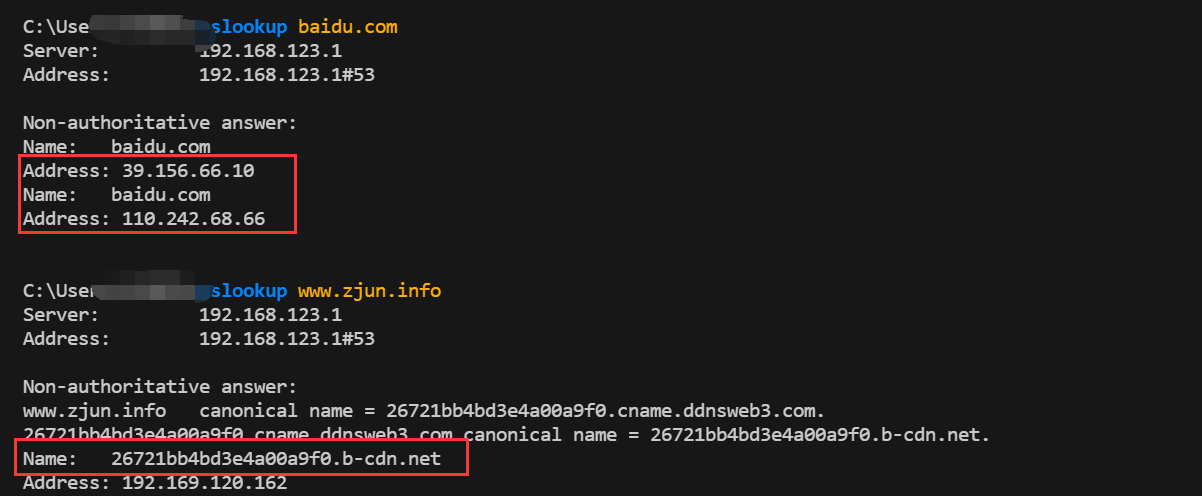 C:\Use slookup baidu.com
Server: 192.168.123.1
Address: 192.168.123.1#53
Non-authoritative answer:
Name: baidu.com
Address: 39.156.66.10
Name: baidu.com
Address: 110.242.68.66
C:\User slookup www.zjun.info
Server: 192.168.123.1
Address: 192.168.123.1#53
Non-authoritative answer:
www.zjun.info canonical name = 26721bb4bd3e4a00a9f0.cname.ddnsweb3.com.
26721bb4bd3e4a00a9f0.cname.ddnsweb3.com canonical name = 26721bb4bd3e4a00a9f0.b-cdn.net.
Name: 26721bb4bd3e4a00a9f0.b-cdn.net
Address: 192.169.120.162